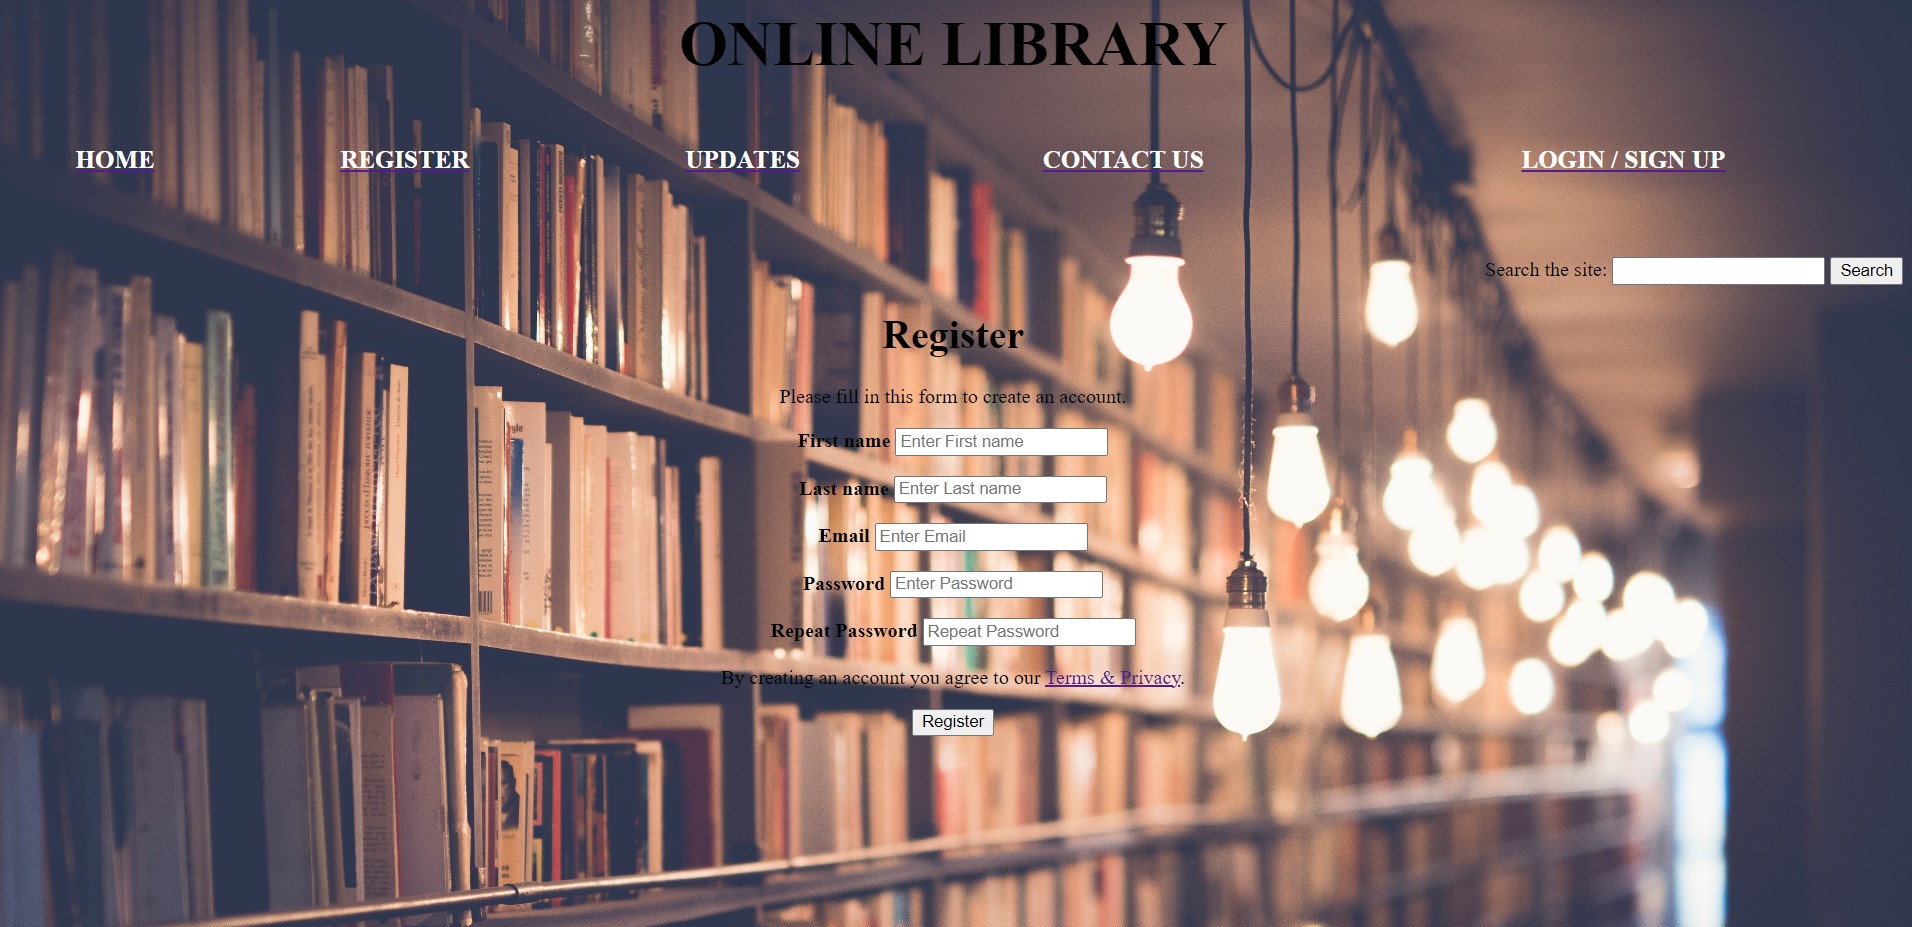 ONLINE LIBRARY
HOME REGISTER UPDATES CONTACT US LOGIN / SIGN UP
Search the site: Search
Register
Please fill in this form to create an account.
First name Enter First name
Last name Enter Last name
Email Enter Email
Password Enter Password
Repeat Password Repeat Password
By creating an account you agree to our Terms & Privacy.
Register